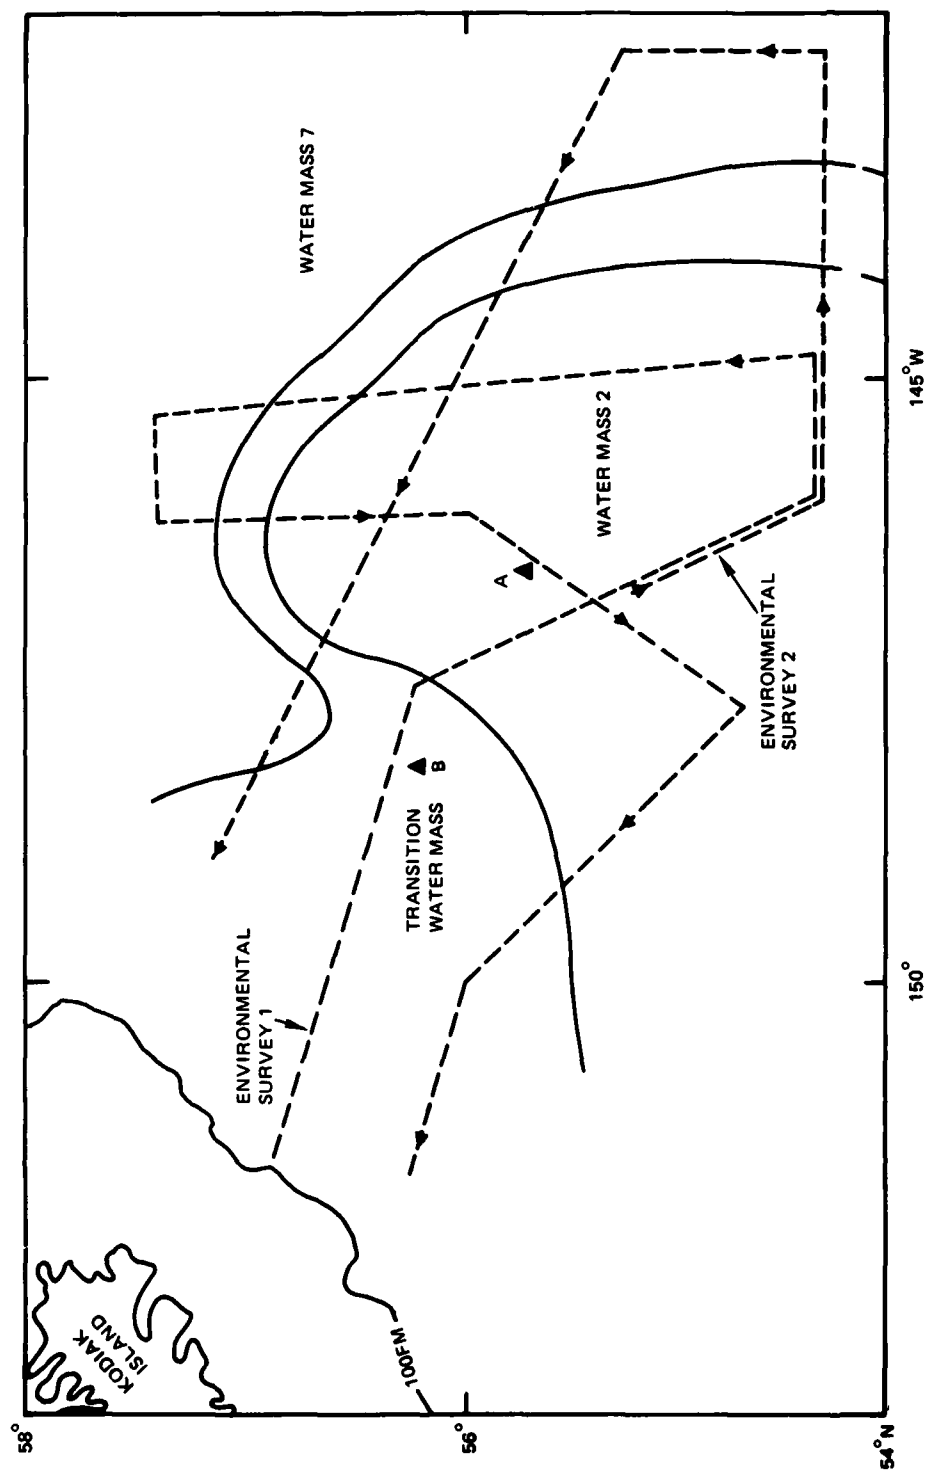 58°
56°
54°N
150°
145°W
KODIAK
ISLAND
100FM
ENVIRONMENTAL
SURVEY 1
TRANSITION
WATER MASS
B
A
WATER MASS 2
WATER MASS 7
ENVIRONMENTAL
SURVEY 2